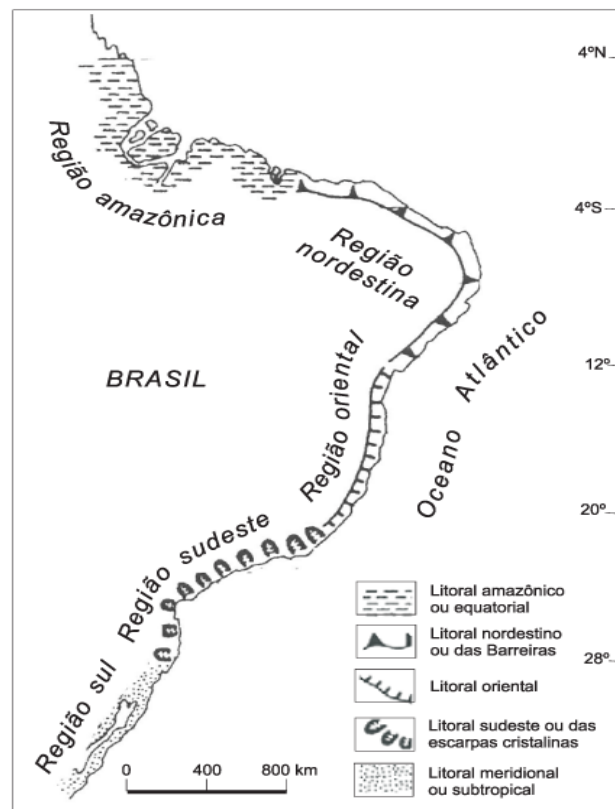 4ºN
Região amazônica
4ºS
Região
nordestina
Oceano Atlântico
12º
BRASIL
Região oriental
20º
Região sudeste
28º
Região sul
Litoral amazônico
ou equatorial
Litoral nordestino
ou das Barreiras
Litoral oriental
Litoral sudeste ou das
escarpas cristalinas
Litoral meridional
ou subtropical
0 400 800 km